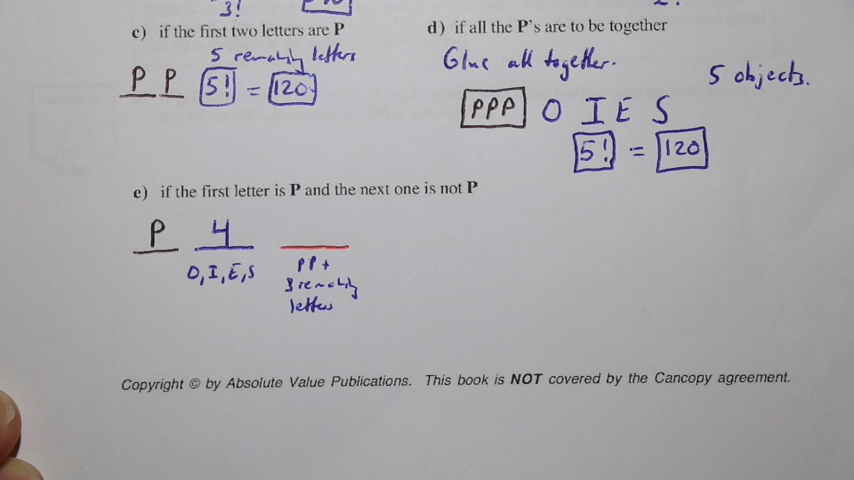 3!
c) if the first two letters are P
5 remaining letters
P P 5! = 120
d) if all the P's are to be together
Glue all together.
5 objects.
PPP O I E S
5! = 120
e) if the first letter is P and the next one is not P
P 4
O, I, E, S
PP +
3 remaining
letters
Copyright © by Absolute Value Publications. This book is NOT covered by the Cancopy agreement.